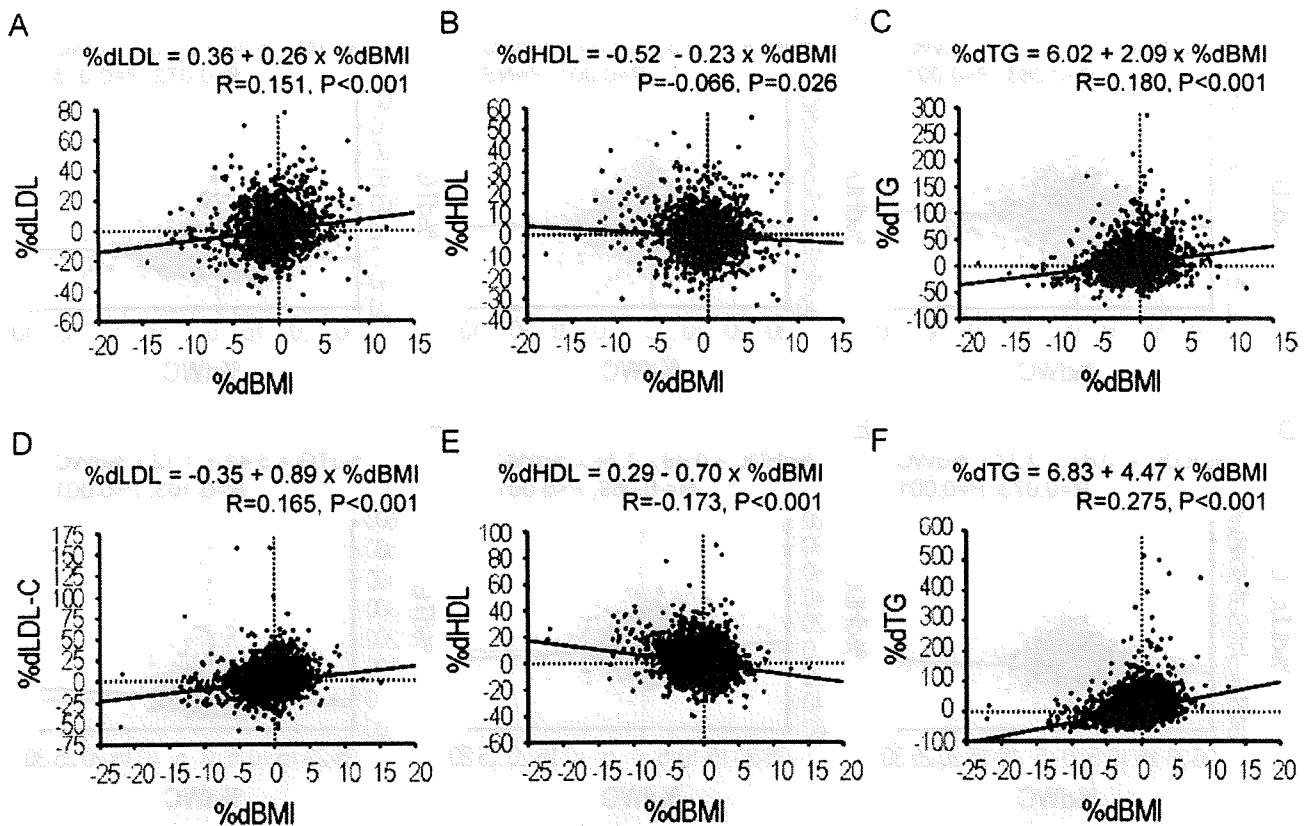 A
%dLDL = 0.36 + 0.26 x %dBMI
R=0.151, P<0.001
80
60
40
20
0
-20
-40
-60
%dLDL
-20 -15 -10 -5 0 5 10 15
%dBMI
B
%dHDL = -0.52 - 0.23 x %dBMI
P=-0.066, P=0.026
60
50
40
30
20
10
0
-10
-20
-30
-40
%dHDL
-20 -15 -10 -5 0 5 10 15
%dBMI
C
%dTG = 6.02 + 2.09 x %dBMI
R=0.180, P<0.001
300
250
200
150
100
50
0
-50
-100
%dTG
-20 -15 -10 -5 0 5 10 15
%dBMI
D
%dLDL = -0.35 + 0.89 x %dBMI
R=0.165, P<0.001
175
150
125
100
75
50
25
0
-25
-50
-75
%dLDL-C
-25 -20 -15 -10 -5 0 5 10 15 20
%dBMI
E
%dHDL = 0.29 - 0.70 x %dBMI
R=-0.173, P<0.001
100
80
60
40
20
0
-20
-40
-60
%dHDL
-25 -20 -15 -10 -5 0 5 10 15 20
%dBMI
F
%dTG = 6.83 + 4.47 x %dBMI
R=0.275, P<0.001
600
500
400
300
200
100
0
-100
%dTG
-25 -20 -15 -10 -5 0 5 10 15 20
%dBMI